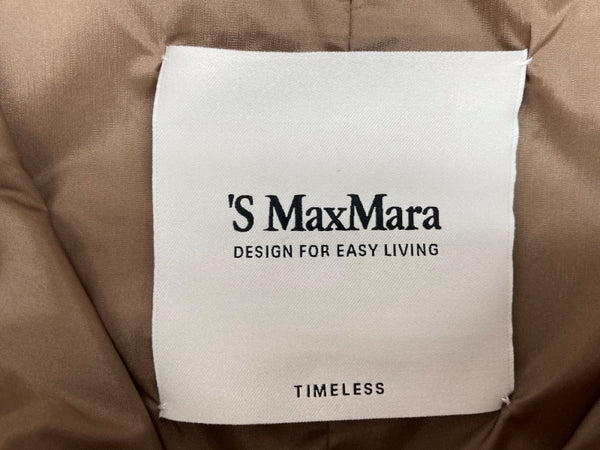 'S MaxMara
DESIGN FOR EASY LIVING
TIMELESS